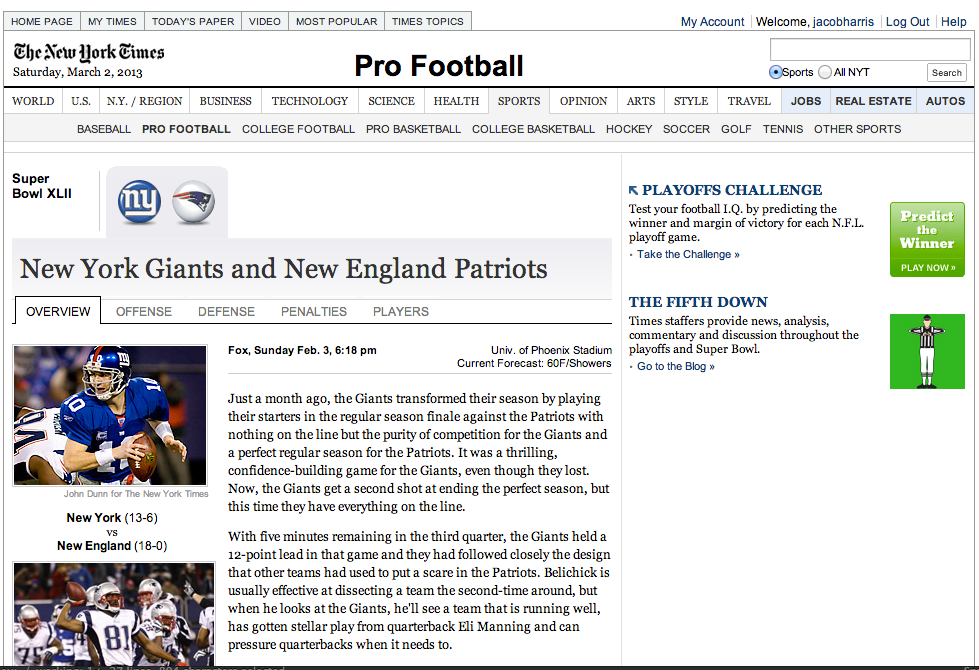 HOME PAGE MY TIMES TODAY'S PAPER VIDEO MOST POPULAR TIMES TOPICS
My Account Welcome, jacobharris Log Out Help
The New York Times
Saturday, March 2, 2013
Pro Football
Sports All NYT Search
WORLD U.S. N.Y. / REGION BUSINESS TECHNOLOGY SCIENCE HEALTH SPORTS OPINION ARTS STYLE TRAVEL JOBS REAL ESTATE AUTOS
BASEBALL PRO FOOTBALL COLLEGE FOOTBALL PRO BASKETBALL COLLEGE BASKETBALL HOCKEY SOCCER GOLF TENNIS OTHER SPORTS
Super
Bowl XLII
ny
New York Giants and New England Patriots
OVERVIEW OFFENSE DEFENSE PENALTIES PLAYERS
10
10
ny
John Dunn for The New York Times
New York (13-6)
vs
New England (18-0)
81
Fox, Sunday Feb. 3, 6:18 pm
Univ. of Phoenix Stadium
Current Forecast: 60F/Showers
Just a month ago, the Giants transformed their season by playing
their starters in the regular season finale against the Patriots with
nothing on the line but the purity of competition for the Giants and
a perfect regular season for the Patriots. It was a thrilling,
confidence-building game for the Giants, even though they lost.
Now, the Giants get a second shot at ending the perfect season, but
this time they have everything on the line.
With five minutes remaining in the third quarter, the Giants held a
12-point lead in that game and they had followed closely the design
that other teams had used to put a scare in the Patriots. Belichick is
usually effective at dissecting a team the second-time around, but
when he looks at the Giants, he'll see a team that is running well,
has gotten stellar play from quarterback Eli Manning and can
pressure quarterbacks when it needs to.
PLAYOFFS CHALLENGE
Test your football I.Q. by predicting the
winner and margin of victory for each N.F.L.
playoff game.
· Take the Challenge »
Predict
the
Winner
PLAY NOW »
THE FIFTH DOWN
Times staffers provide news, analysis,
commentary and discussion throughout the
playoffs and Super Bowl.
· Go to the Blog »